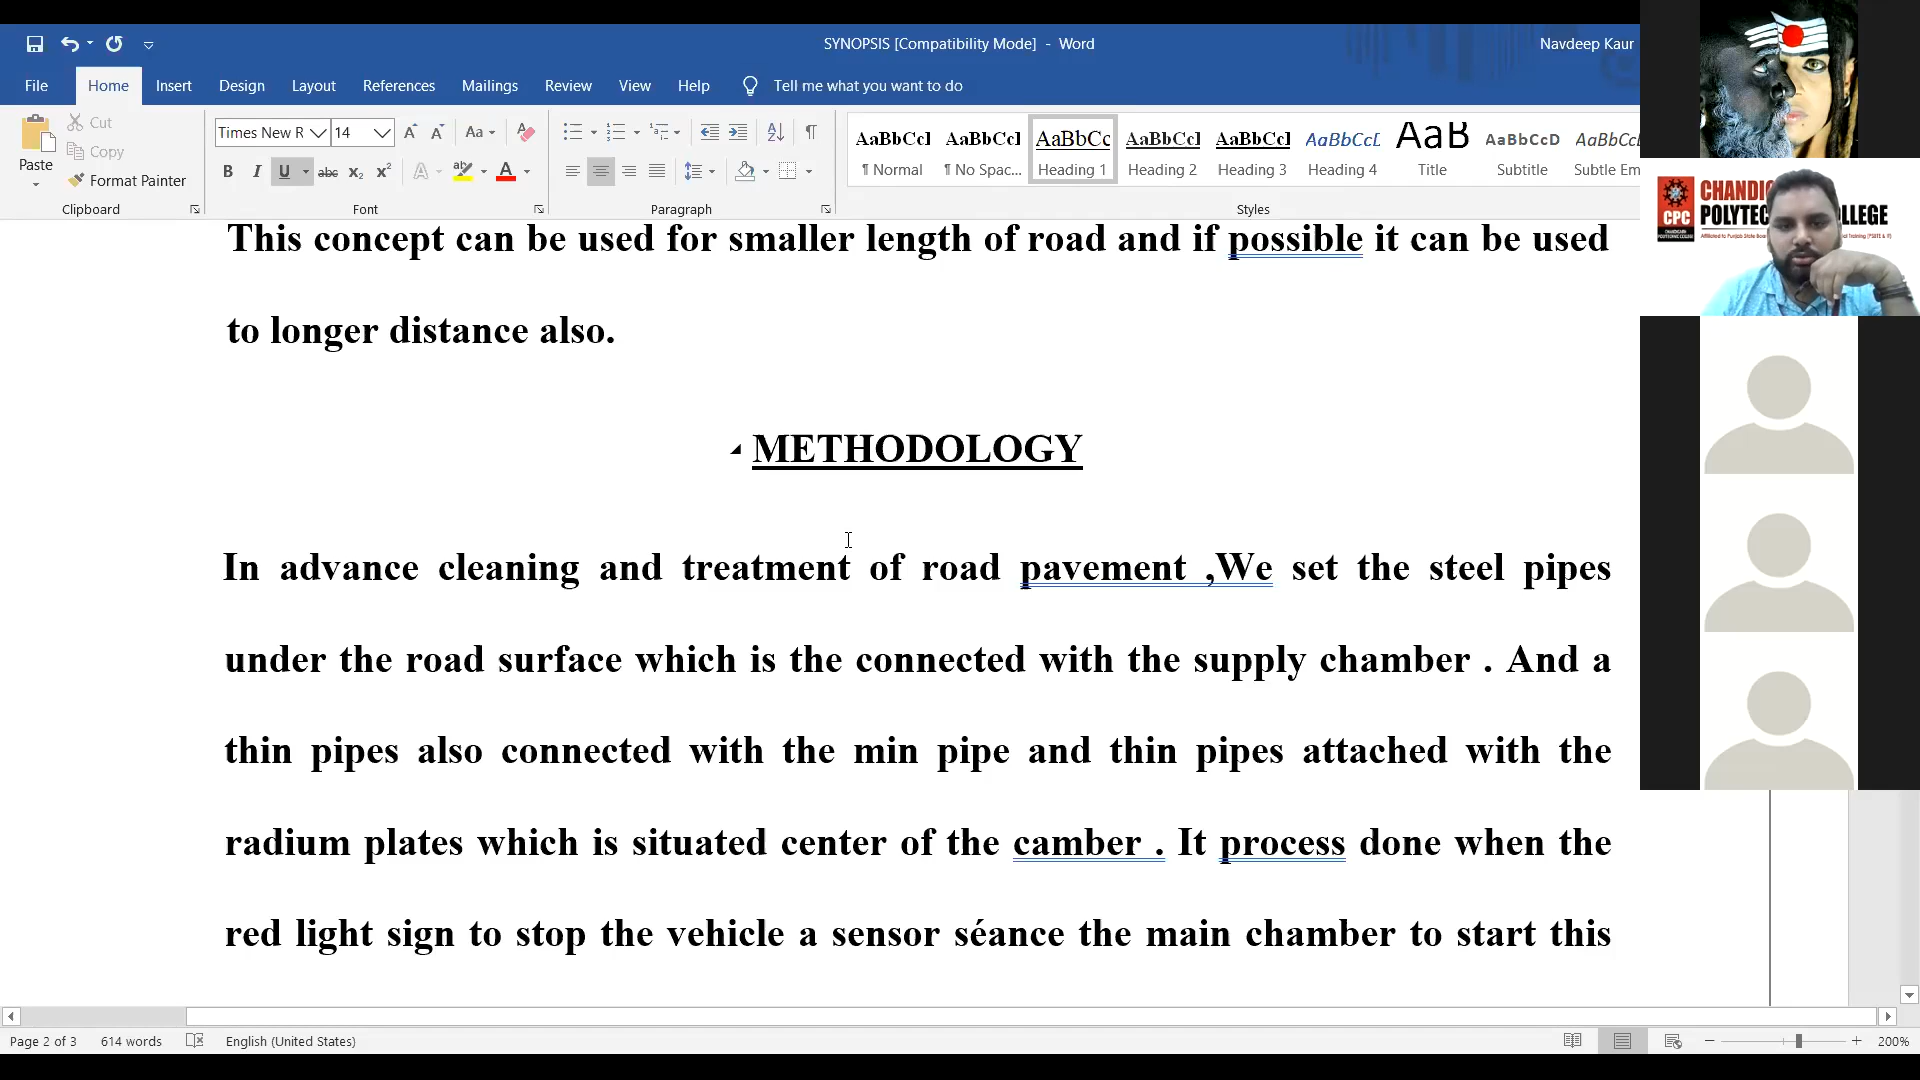 SYNOPSIS [Compatibility Mode] - Word
Navdeep Kaur
File Home Insert Design Layout References Mailings Review View Help Tell me what you want to do
Paste
Cut
Copy
Format Painter
Clipboard
Times New R 14
Aa
B I U abc x2 x2 A A
Font
Paragraph
AaBbCcI AaBbCcI AaBbCc AaBbCcI AaBbCcI AaBbCcL AaB AaBbCcD AaBbCcL
¶ Normal ¶ No Spac... Heading 1 Heading 2 Heading 3 Heading 4 Title Subtitle Subtle Em
Styles
CPC
This concept can be used for smaller length of road and if possible it can be used
to longer distance also.
METHODOLOGY
In advance cleaning and treatment of road pavement ,We set the steel pipes
under the road surface which is the connected with the supply chamber . And a
thin pipes also connected with the min pipe and thin pipes attached with the
radium plates which is situated center of the camber . It process done when the
red light sign to stop the vehicle a sensor séance the main chamber to start this
Page 2 of 3 614 words English (United States) 200%